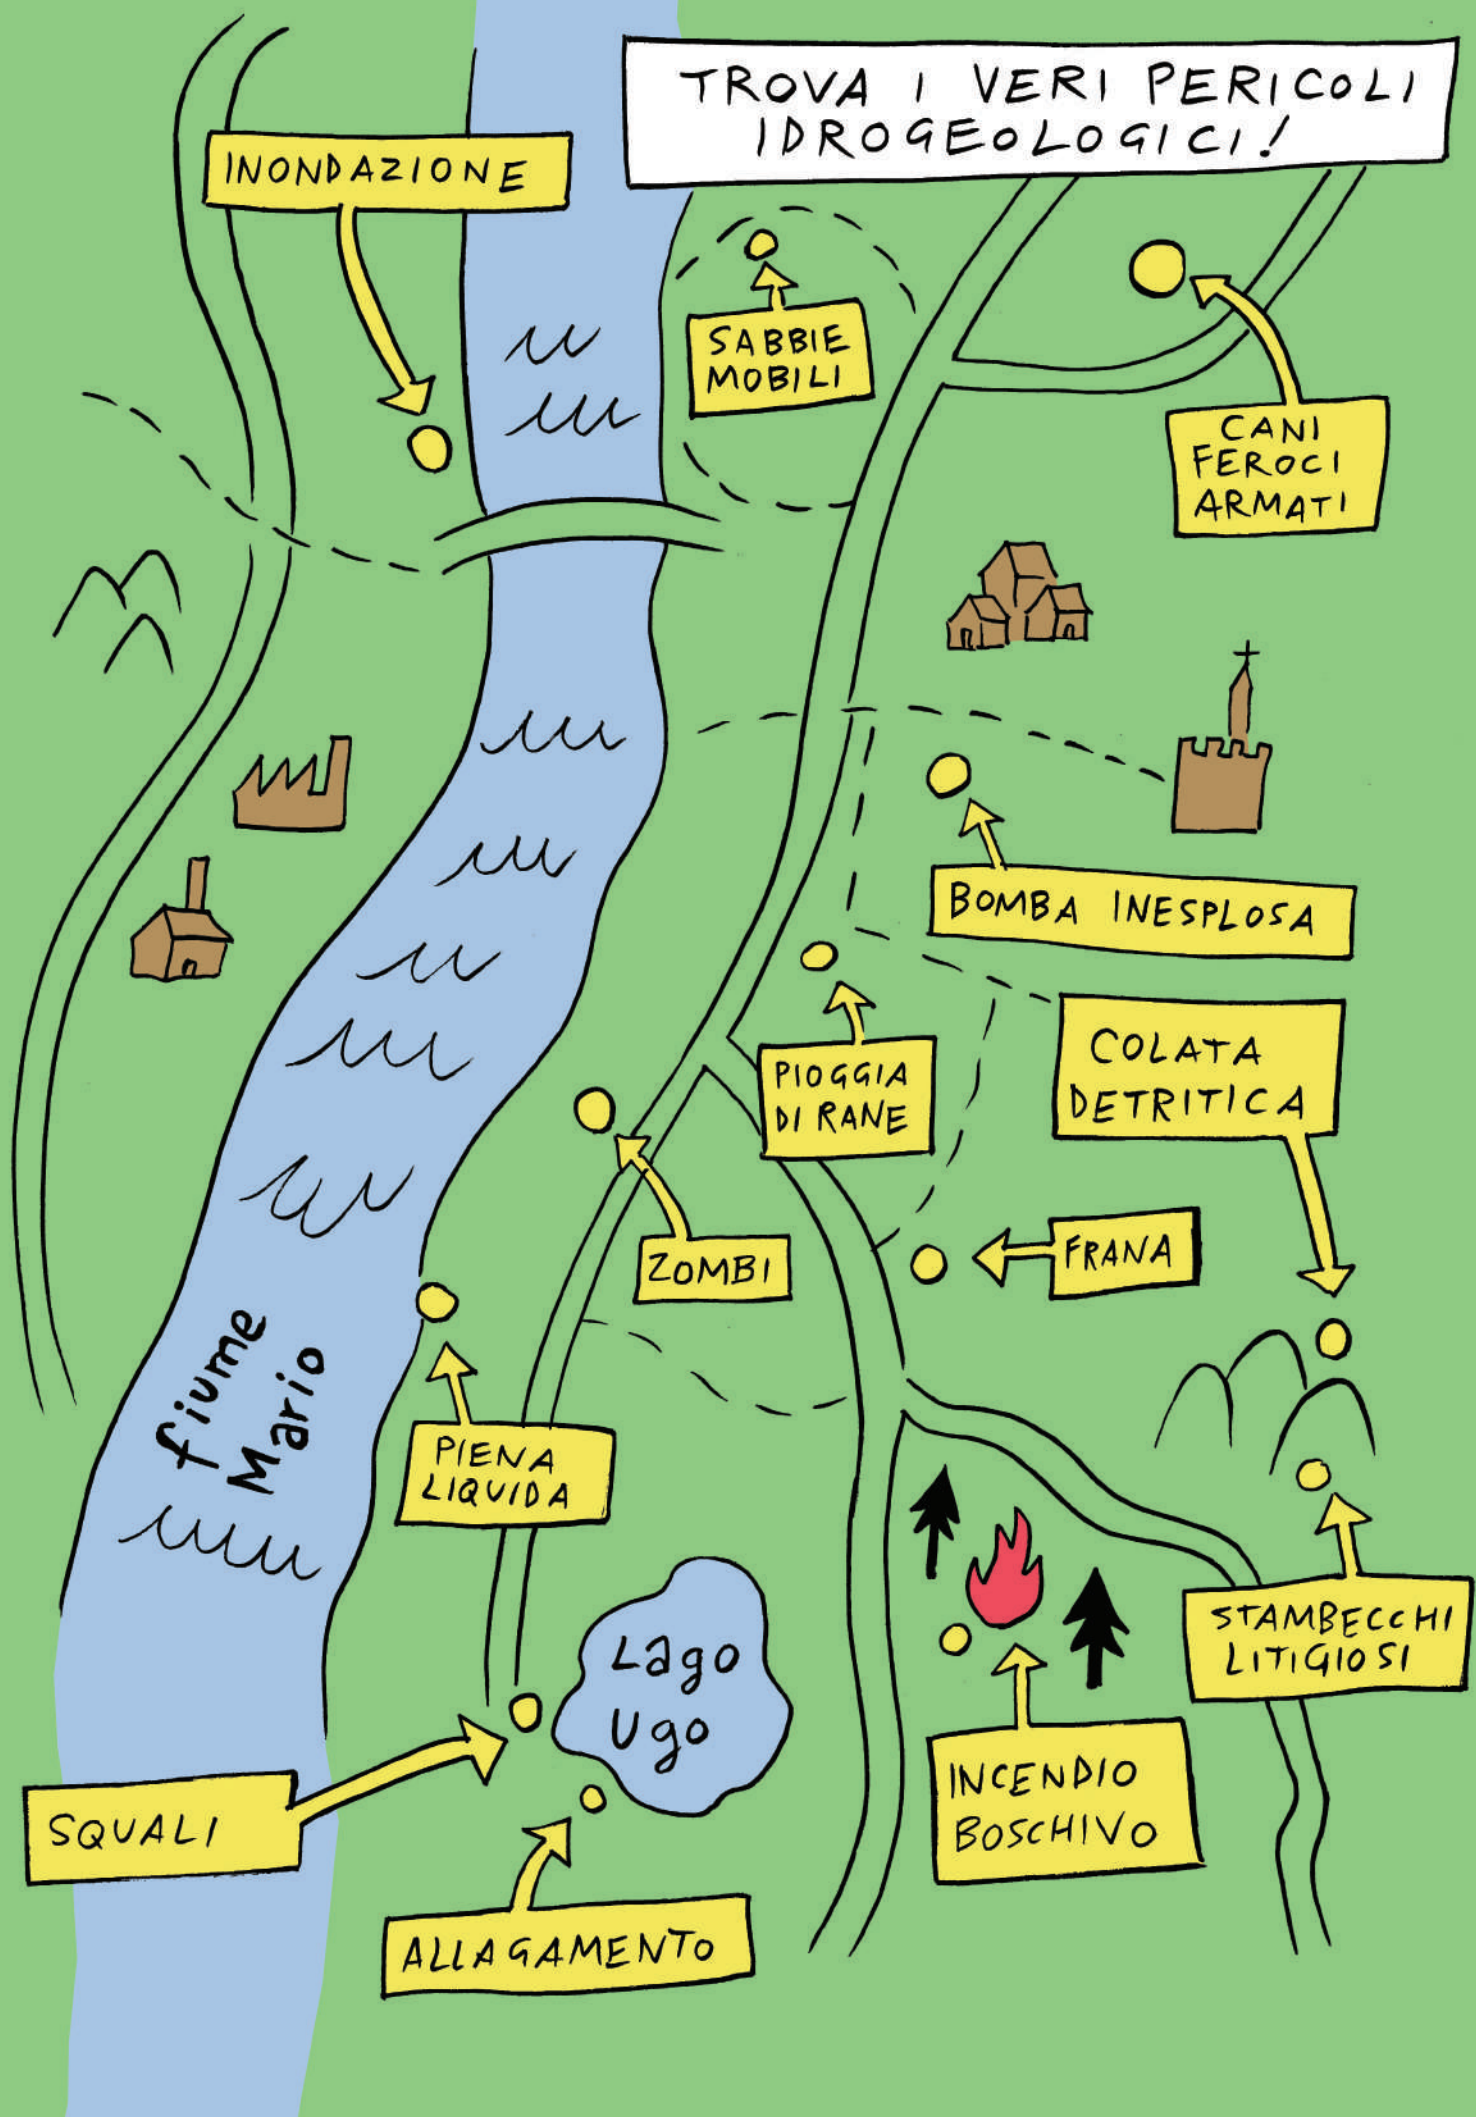 TROVA I VERI PERICOLI
IDROGEOLOGICI!
INONDAZIONE
SABBIE
MOBILI
CANI
FEROCI
ARMATI
BOMBA INESPLOSA
COLATA
DETRITICA
PIOGGIA
DI RANE
ZOMBI
FRANA
fiume
Mario
PIENA
LIQUIDA
STAMBECCHI
LITIGIOSI
Lago
Ugo
INCENDIO
BOSCHIVO
SQUALI
ALLAGAMENTO